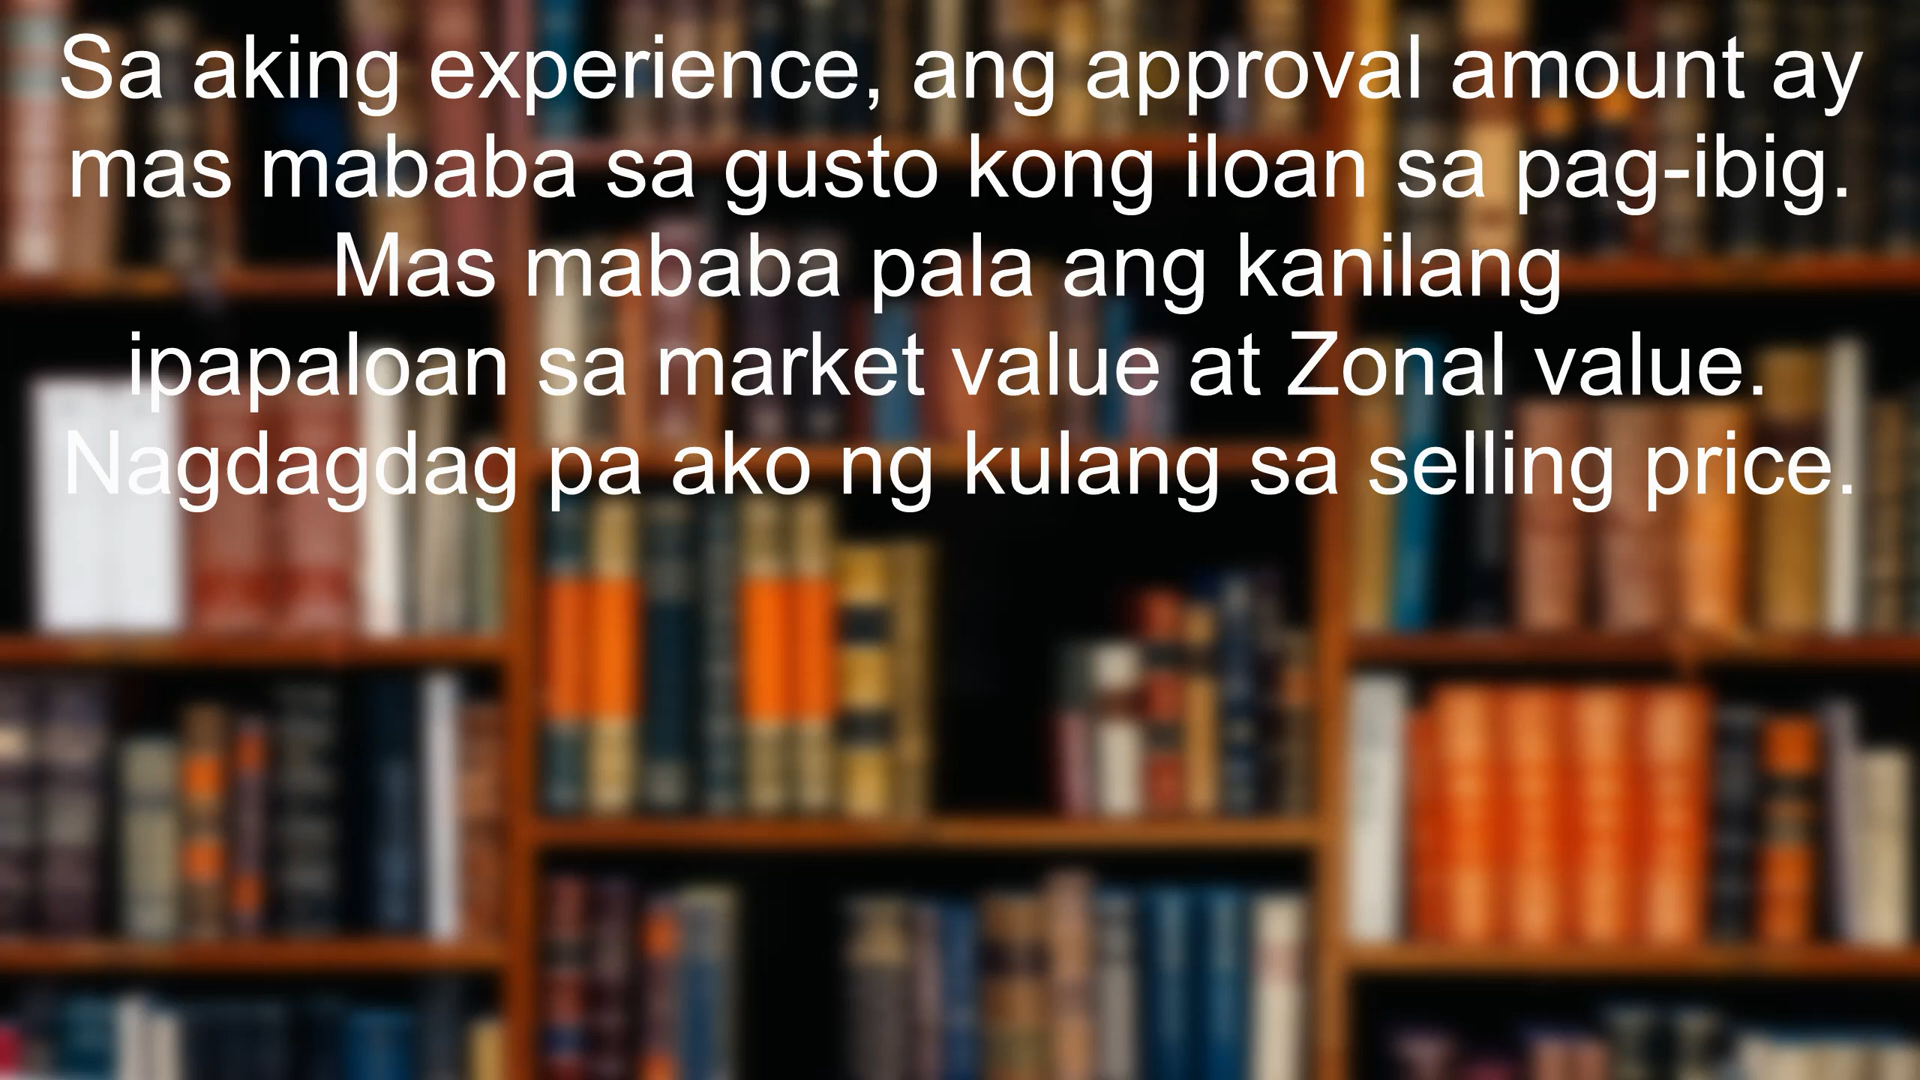 Sa aking experience, ang approval amount ay
mas mababa sa gusto kong iloan sa pag-ibig.
Mas mababa pala ang kanilang
ipapaloan sa market value at Zonal value.
Nagdagdag pa ako ng kulang sa selling price.